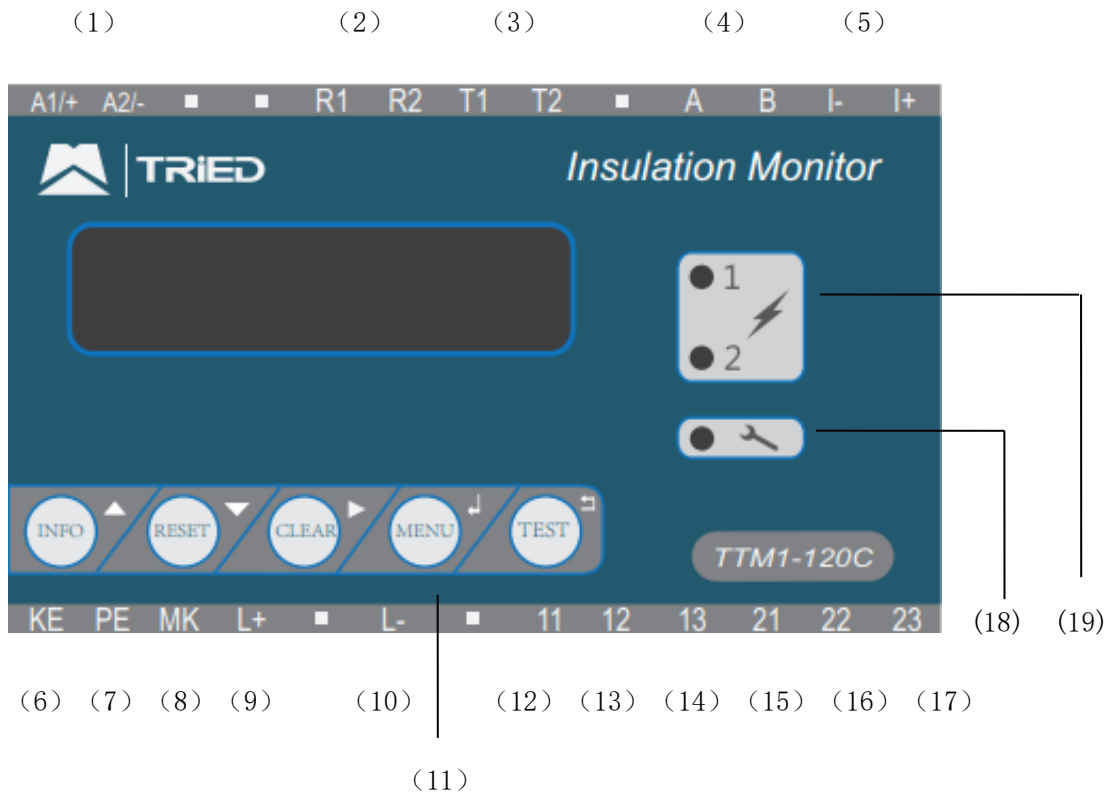 （1） （2） （3） （4） （5）
A1/+ A2/- ■ ■ R1 R2 T1 T2 ■ A B I- I+
TRiED Insulation Monitor
1
2
INFO RESET CLEAR MENU TEST
TTM1-120C
KE PE MK L+ ■ L- ■ 11 12 13 21 22 23 (18) (19)
（6） （7） （8） （9） （10） （12） （13） （14） （15） （16） （17）
（11）